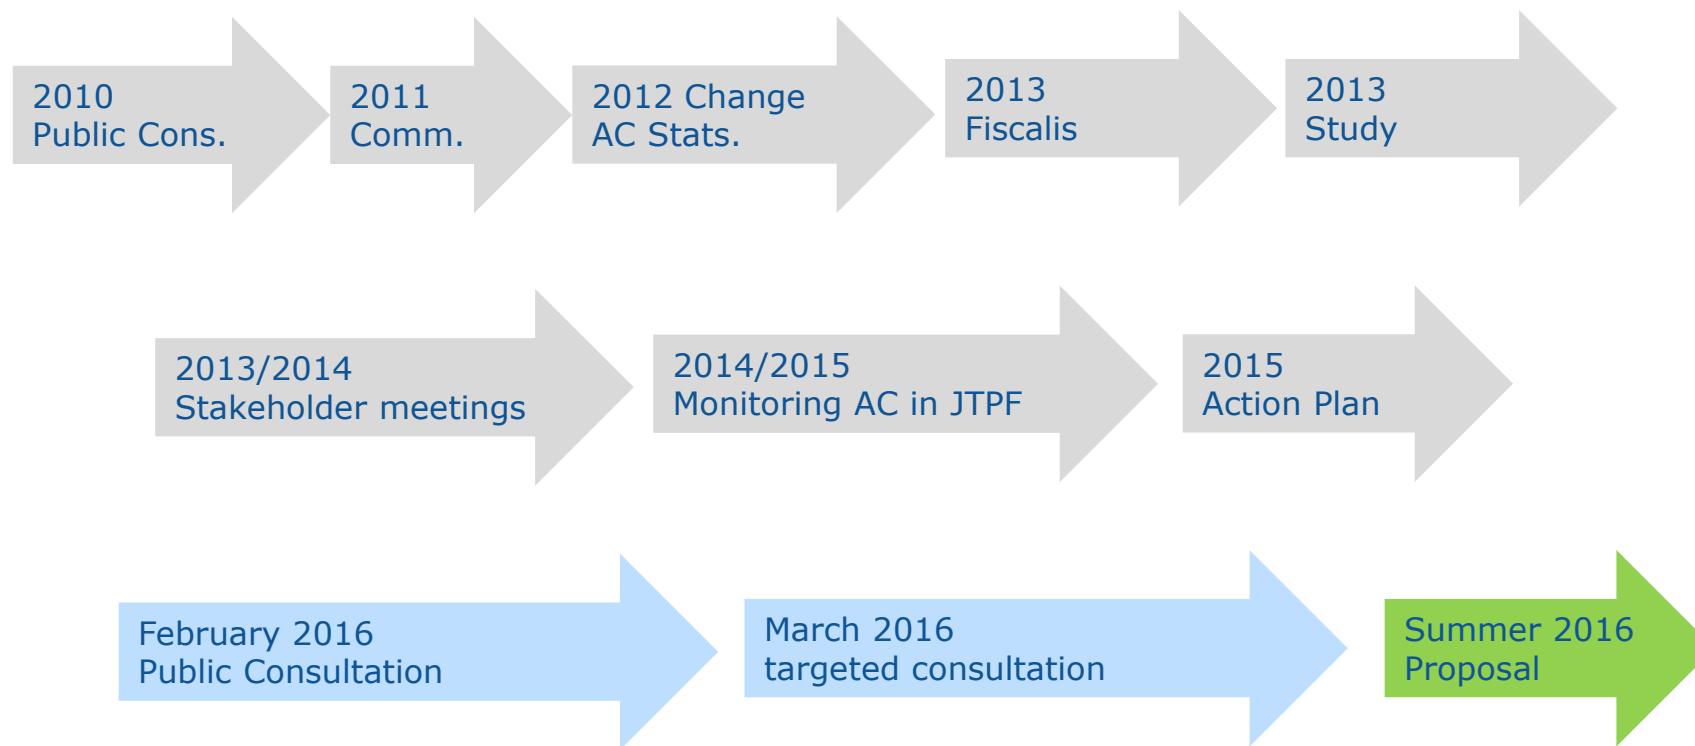 2010
Public Cons.
2011
Comm.
2012 Change
AC Stats.
2013
Fiscalis
2013
Study
2013/2014
Stakeholder meetings
2014/2015
Monitoring AC in JTPF
2015
Action Plan
February 2016
Public Consultation
March 2016
targeted consultation
Summer 2016
Proposal